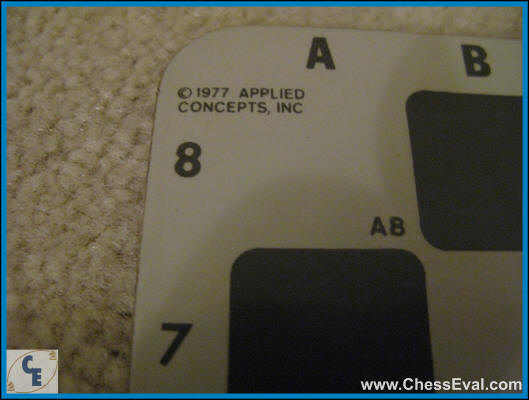 A B
© 1977 APPLIED
CONCEPTS, INC
8
AB
7
CE
www.ChessEval.com